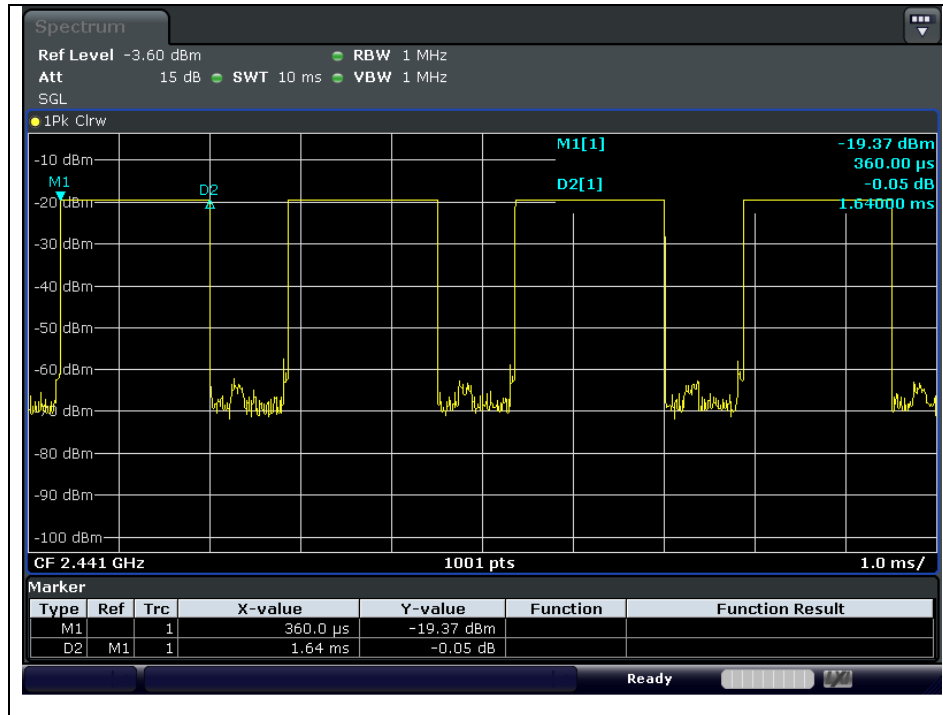 Spectrum
Ref Level -3.60 dBm RBW 1 MHz
Att 15 dB SWT 10 ms VBW 1 MHz
SGL
1Pk Clrw
M1[1] -19.37 dBm
360.00 µs
D2[1] -0.05 dB
1.64000 ms
M1
D2
-10 dBm
-20 dBm
-30 dBm
-40 dBm
-50 dBm
-60 dBm
-70 dBm
-80 dBm
-90 dBm
-100 dBm
CF 2.441 GHz 1001 pts 1.0 ms/
Marker
Type Ref Trc X-value Y-value Function Function Result
M1 1 360.0 µs -19.37 dBm
D2 M1 1 1.64 ms -0.05 dB
Ready